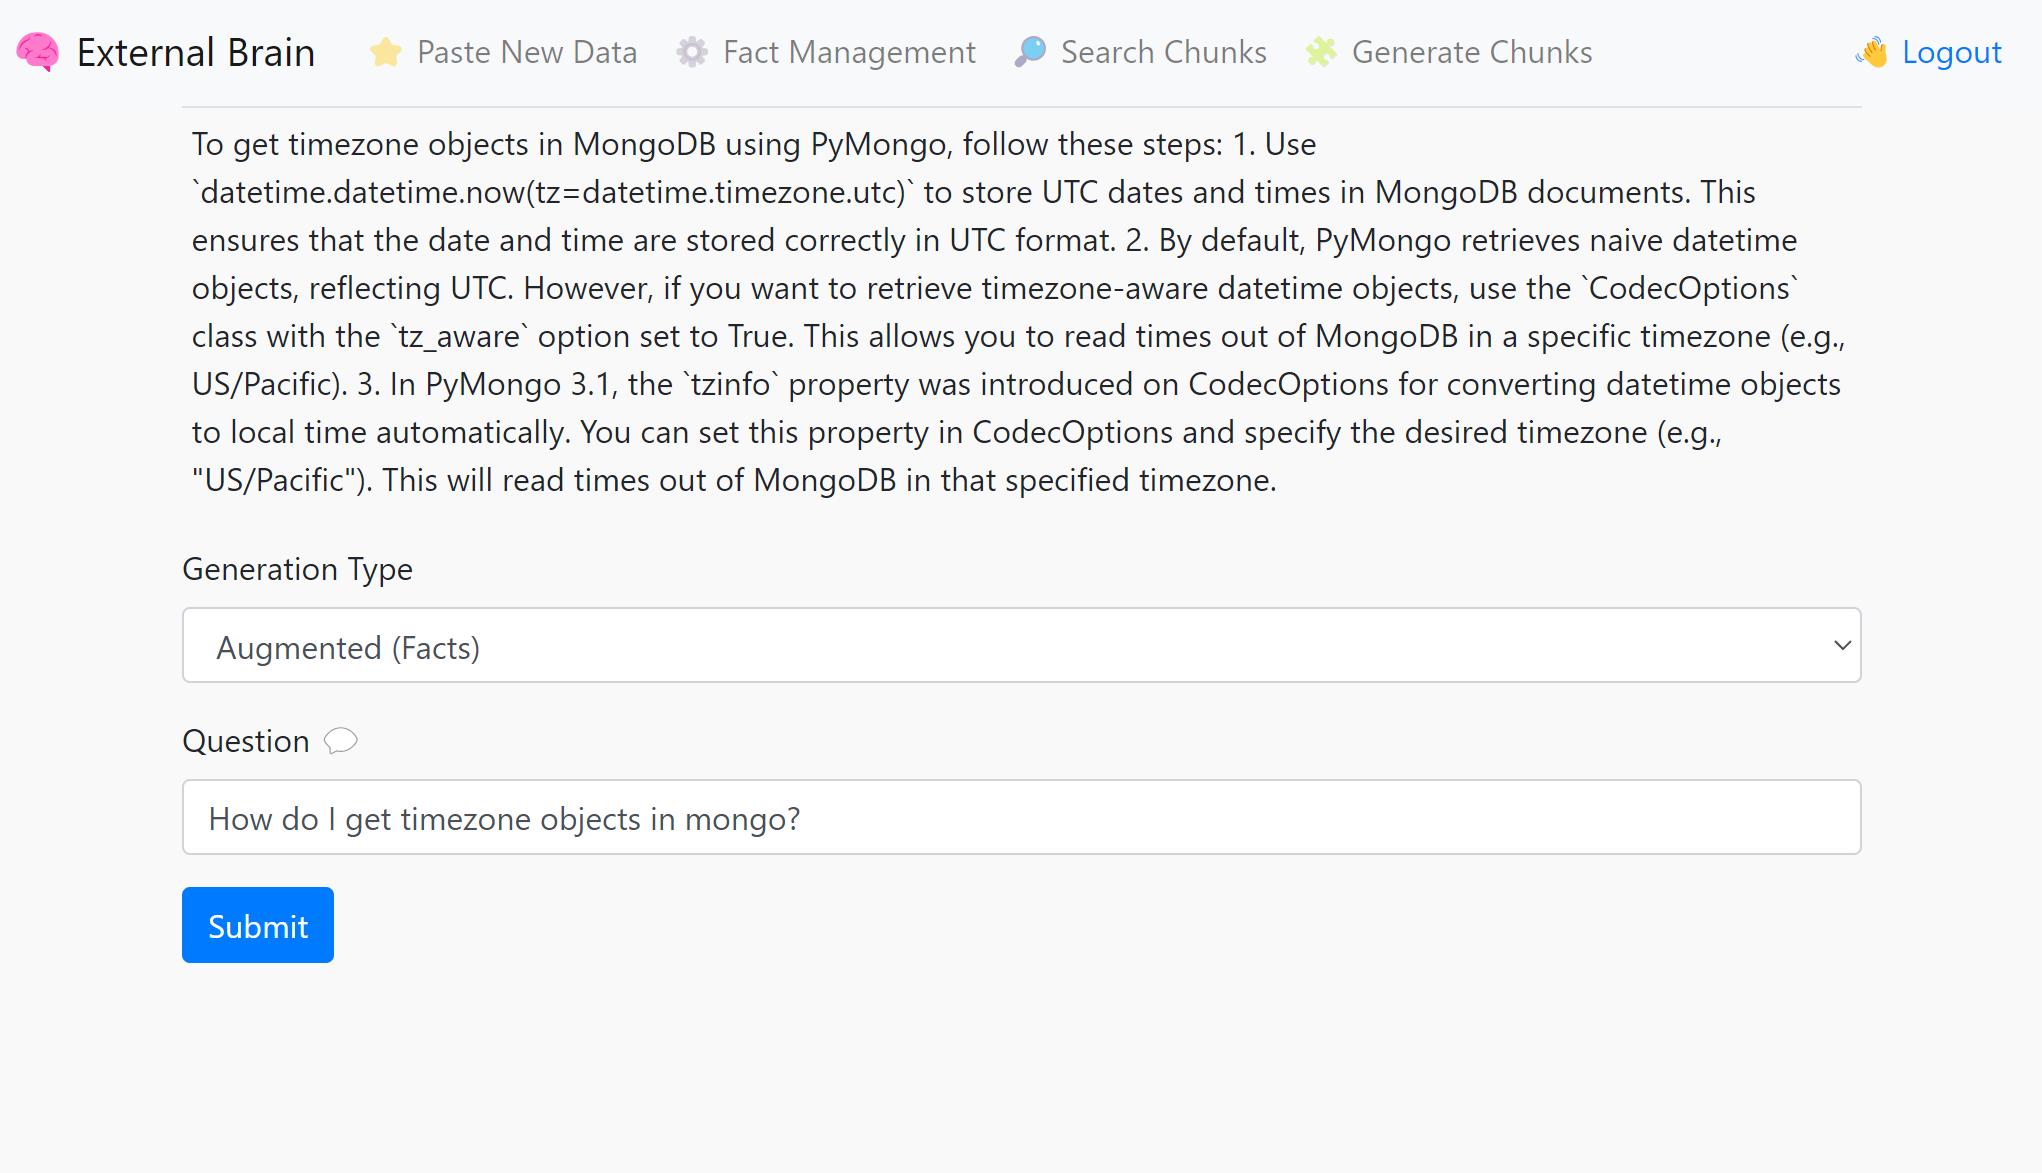 External Brain Paste New Data Fact Management Search Chunks Generate Chunks Logout
To get timezone objects in MongoDB using PyMongo, follow these steps: 1. Use
`datetime.datetime.now(tz=datetime.timezone.utc)` to store UTC dates and times in MongoDB documents. This
ensures that the date and time are stored correctly in UTC format. 2. By default, PyMongo retrieves naive datetime
objects, reflecting UTC. However, if you want to retrieve timezone-aware datetime objects, use the `CodecOptions`
class with the `tz_aware` option set to True. This allows you to read times out of MongoDB in a specific timezone (e.g.,
US/Pacific). 3. In PyMongo 3.1, the `tzinfo` property was introduced on CodecOptions for converting datetime objects
to local time automatically. You can set this property in CodecOptions and specify the desired timezone (e.g.,
"US/Pacific"). This will read times out of MongoDB in that specified timezone.
Generation Type
Augmented (Facts)
Question
How do I get timezone objects in mongo?
Submit